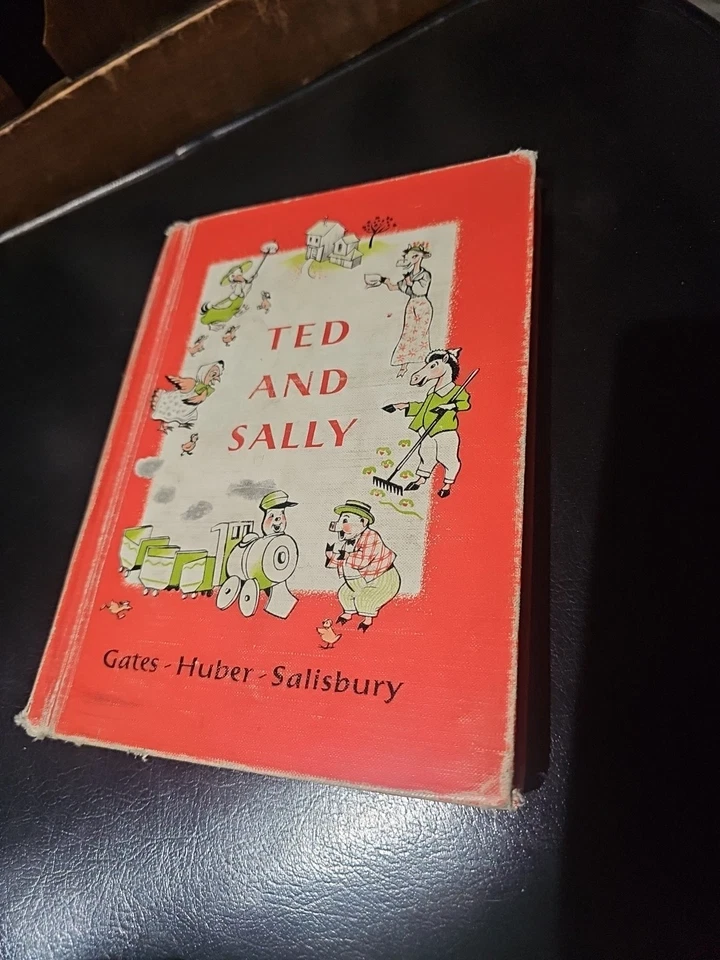 TED
AND
SALLY
Gates - Huber - Salisbury